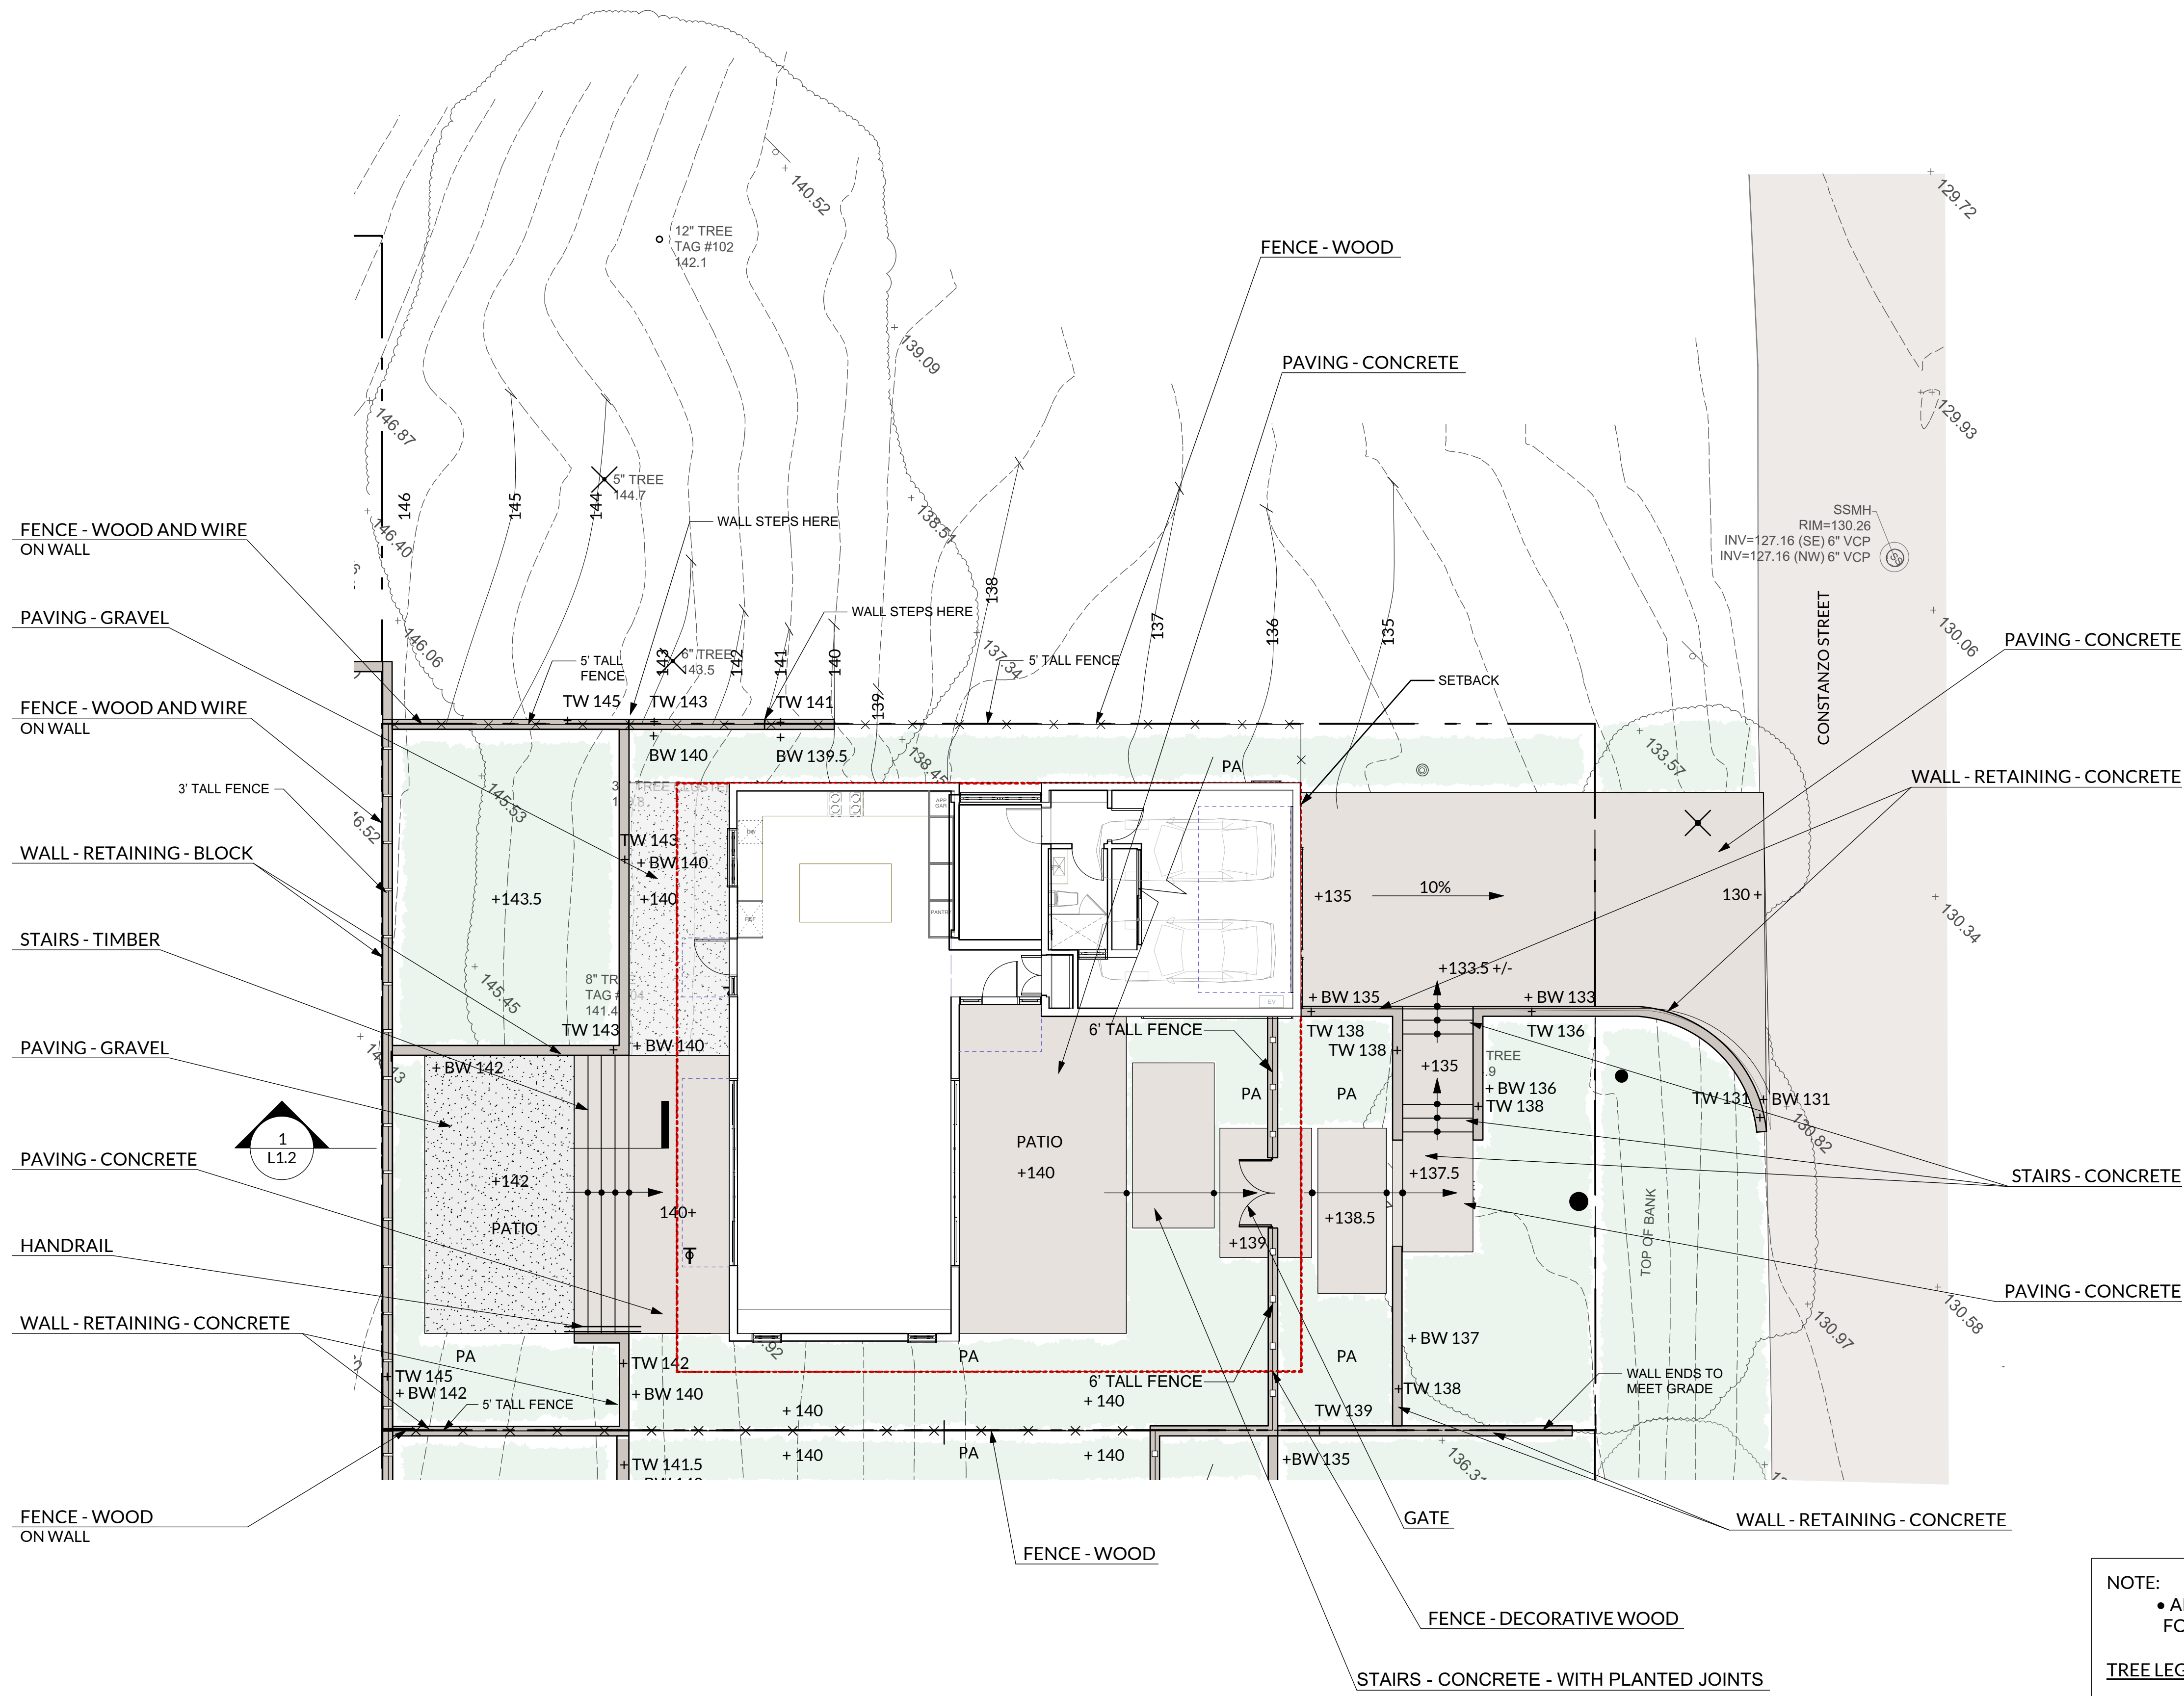 140.52
129.72
12" TREE
TAG #102
142.1
FENCE - WOOD
139.09
PAVING - CONCRETE
129.93
146.87
5" TREE
144.7
146
145
144
138.51
SSMH
RIM=130.26
INV=127.16 (SE) 6" VCP
INV=127.16 (NW) 6" VCP
SS
FENCE - WOOD AND WIRE
ON WALL
146.40
WALL STEPS HERE
138
CONSTANZO STREET
PAVING - GRAVEL
WALL STEPS HERE
137
136
135
130.06
PAVING - CONCRETE
146.06
5' TALL
FENCE
143
6" TREE
143.5
142
141
140
137.34
5' TALL FENCE
SETBACK
FENCE - WOOD AND WIRE
ON WALL
TW 145
TW 143
TW 141
139
133.57
BW 140
BW 139.5
138.45
PA
WALL - RETAINING - CONCRETE
3' TALL FENCE
145.53
APP
GAR
DW
TW 143
+ BW 140
WALL - RETAINING - BLOCK
+143.5
+140
REF
PANTRY
+135
10%
130 +
130.34
STAIRS - TIMBER
145.45
8" TR
TAG #
141.4
+133.5 +/-
EV
+ BW 135
+ BW 133
TW 143
+ BW 140
6' TALL FENCE
TW 138
TW 136
PAVING - GRAVEL
+ BW 142
TW 138 +
TREE
.9
+135
PA
PA
+ BW 136
+ TW 138
TW 131
+ BW 131
1
L1.2
PATIO
+140
130.82
PAVING - CONCRETE
+142
PATIO
140+
+137.5
STAIRS - CONCRETE
+138.5
+139
TOP OF BANK
HANDRAIL
PAVING - CONCRETE
130.58
130.97
WALL - RETAINING - CONCRETE
PA
+ TW 142
PA
PA
+ BW 137
+ TW 145
+ BW 142
+ BW 140
6' TALL FENCE
+ 140
+TW 138
WALL ENDS TO
MEET GRADE
5' TALL FENCE
+ 140
TW 139
+ TW 141.5
+ 140
PA
+ 140
+BW 135
FENCE - WOOD
ON WALL
GATE
WALL - RETAINING - CONCRETE
FENCE - WOOD
FENCE - DECORATIVE WOOD
STAIRS - CONCRETE - WITH PLANTED JOINTS
NOTE: